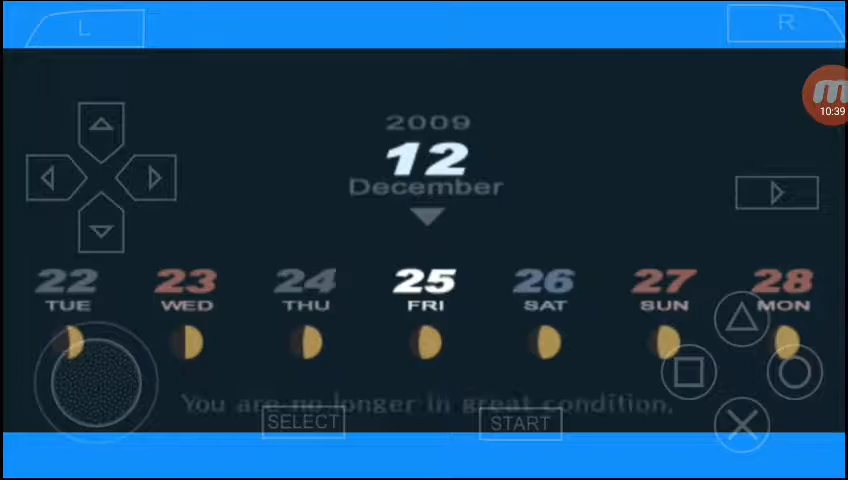 L
R
10:39
2009
12
December
22 23 24 25 26 27 28
TUE WED THU FRI SAT SUN MON
You are no longer in great condition.
SELECT
START